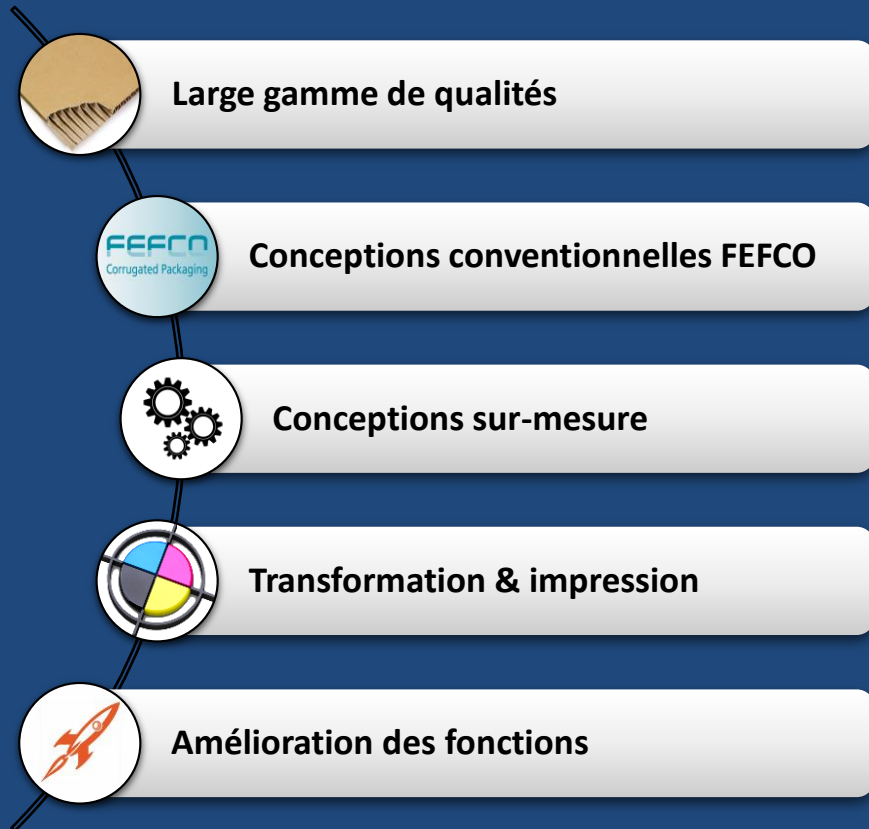 Large gamme de qualités
FEFCO
Corrugated Packaging
Conceptions conventionnelles FEFCO
Conceptions sur-mesure
Transformation & impression
Amélioration des fonctions